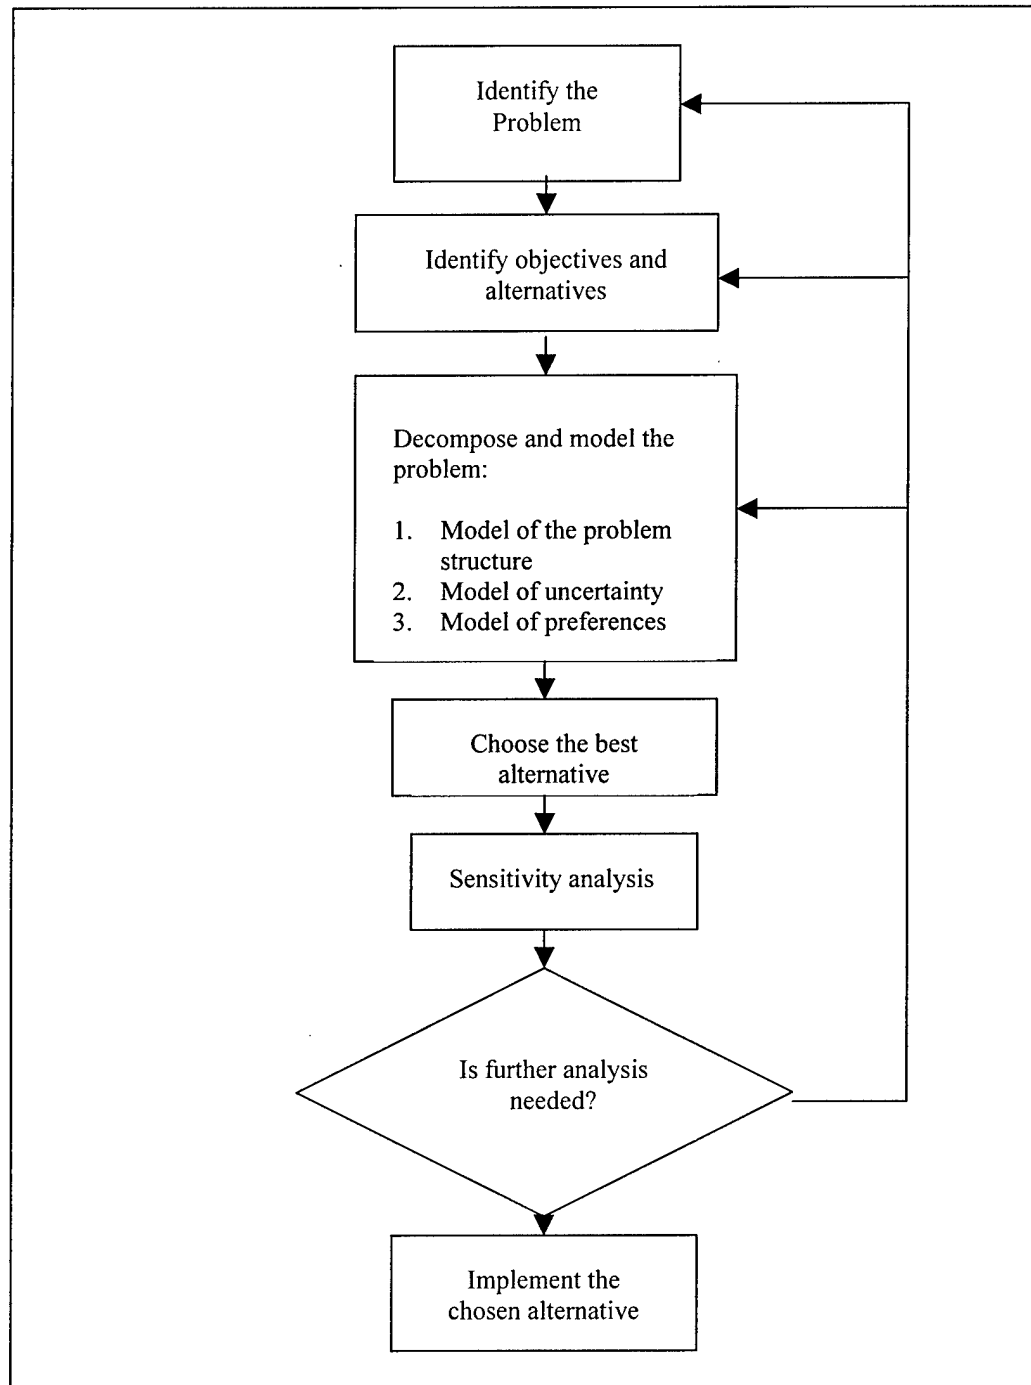 Identify the
Problem
Identify objectives and
alternatives
Decompose and model the
problem:
1. Model of the problem
structure
2. Model of uncertainty
3. Model of preferences
Choose the best
alternative
Sensitivity analysis
Is further analysis
needed?
Implement the
chosen alternative